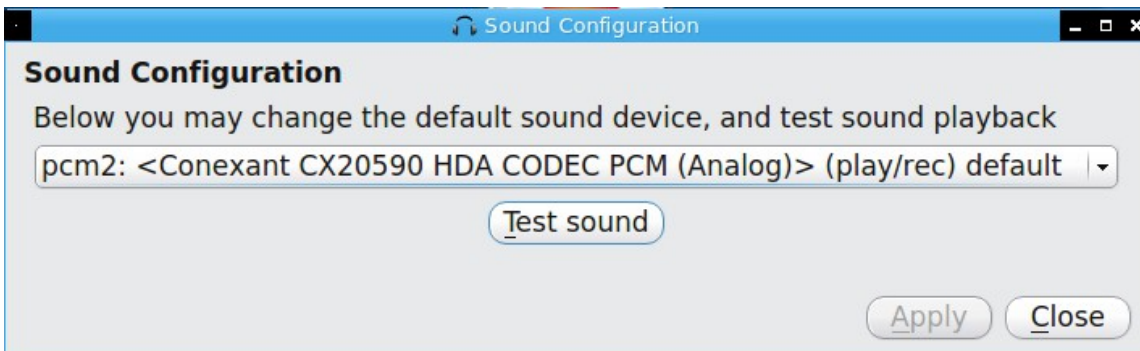 Sound Configuration
Sound Configuration
Below you may change the default sound device, and test sound playback
pcm2: <Conexant CX20590 HDA CODEC PCM (Analog)> (play/rec) default
Test sound
Apply Close